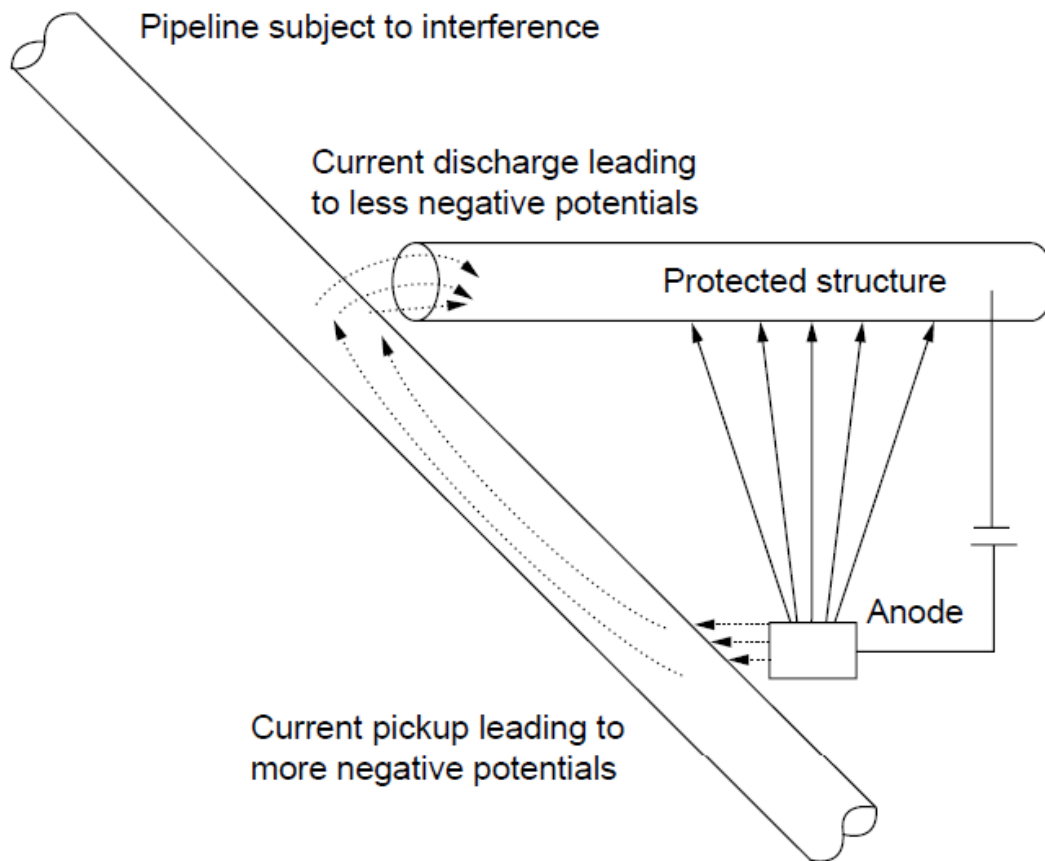 Pipeline subject to interference
Current discharge leading
to less negative potentials
Protected structure
Anode
Current pickup leading to
more negative potentials